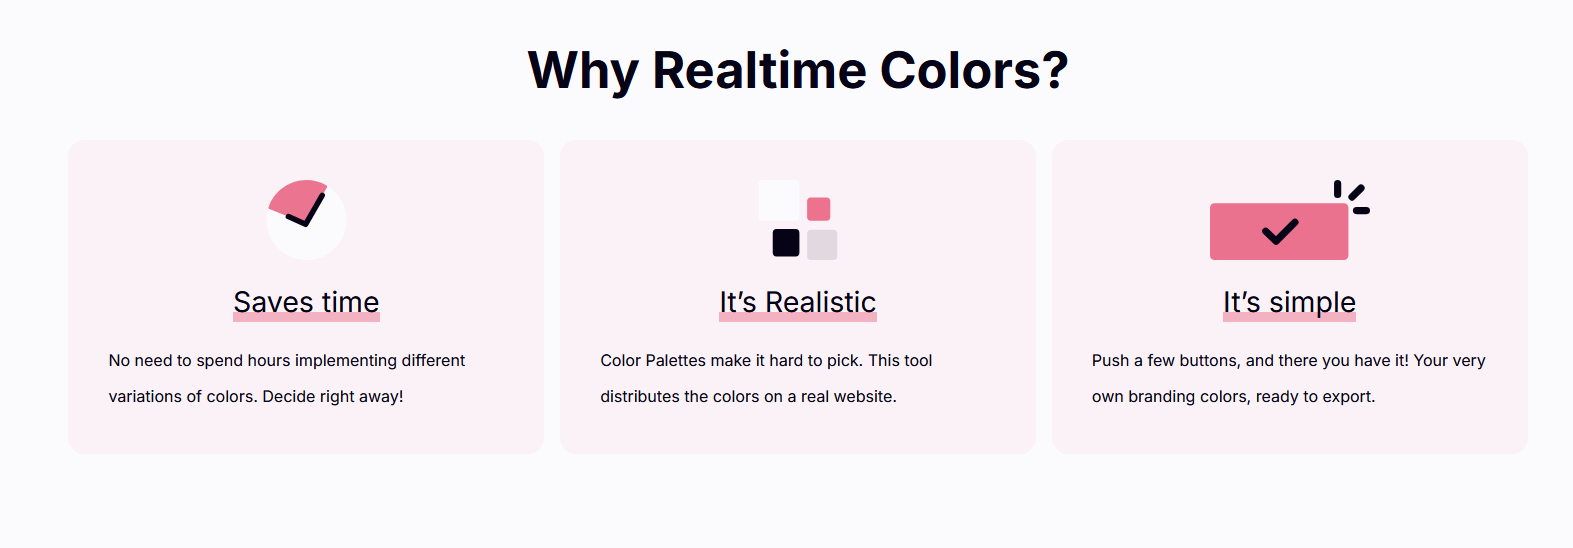 Why Realtime Colors?
Saves time
No need to spend hours implementing different
variations of colors. Decide right away!
It’s Realistic
Color Palettes make it hard to pick. This tool
distributes the colors on a real website.
It’s simple
Push a few buttons, and there you have it! Your very
own branding colors, ready to export.